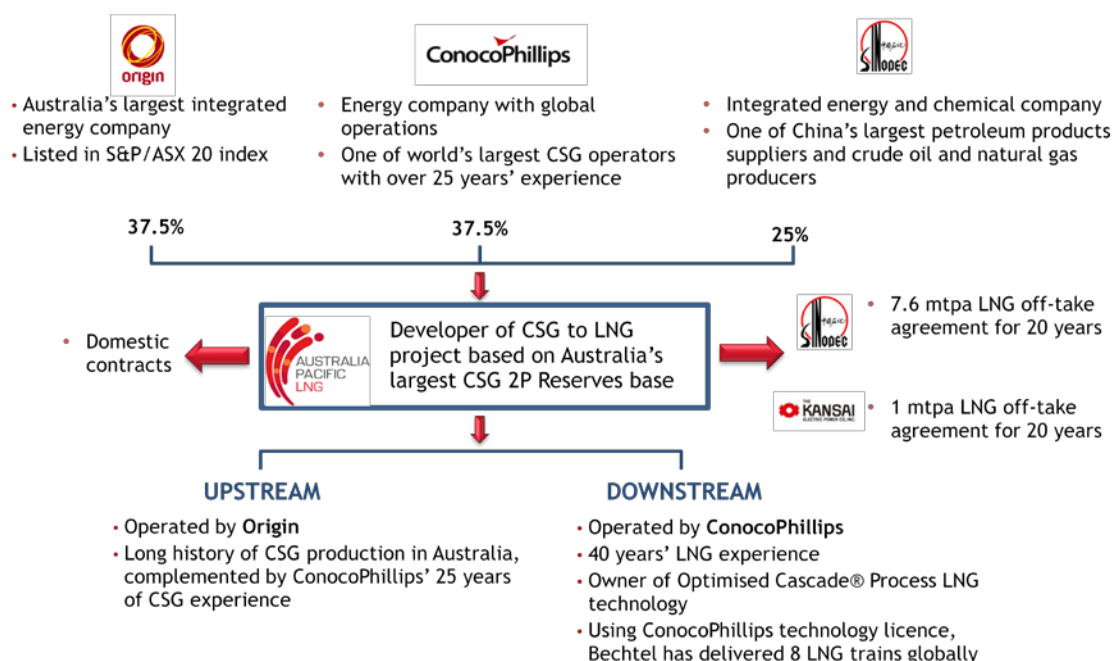 origin
ConocoPhillips
SINOPEC
• Australia's largest integrated
energy company
• Listed in S&P/ASX 20 index
• Energy company with global
operations
• One of world's largest CSG operators
with over 25 years' experience
• Integrated energy and chemical company
• One of China's largest petroleum products
suppliers and crude oil and natural gas
producers
37.5%
37.5%
25%
• Domestic
contracts
AUSTRALIA
PACIFIC
LNG
Developer of CSG to LNG
project based on Australia's
largest CSG 2P Reserves base
SINOPEC
• 7.6 mtpa LNG off-take
agreement for 20 years
THE
KANSAI
ELECTRIC POWER CO., INC.
• 1 mtpa LNG off-take
agreement for 20 years
UPSTREAM
• Operated by Origin
• Long history of CSG production in Australia,
complemented by ConocoPhillips' 25 years
of CSG experience
DOWNSTREAM
• Operated by ConocoPhillips
• 40 years' LNG experience
• Owner of Optimised Cascade® Process LNG
technology
• Using ConocoPhillips technology licence,
Bechtel has delivered 8 LNG trains globally